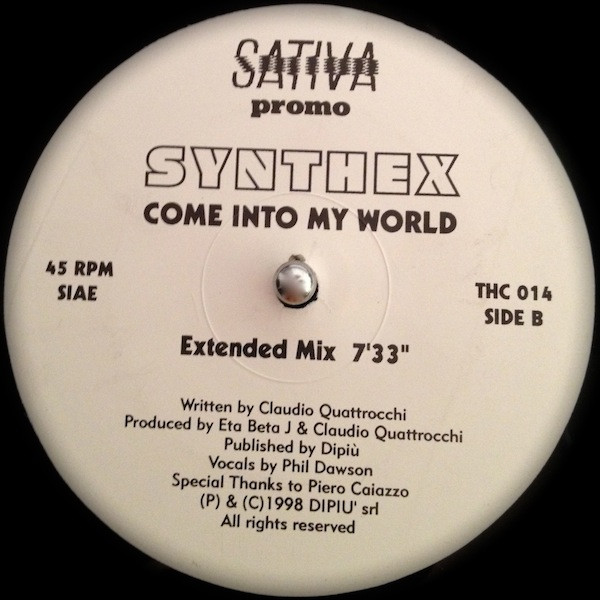 SATIVA
promo
SYNTHEX
COME INTO MY WORLD
45 RPM
SIAE
THC 014
SIDE B
Extended Mix 7'33"
Written by Claudio Quattrocchi
Produced by Eta Beta J & Claudio Quattrocchi
Published by Dipiù
Vocals by Phil Dawson
Special Thanks to Piero Caiazzo
(P) & (C)1998 DIPIU' srl
All rights reserved